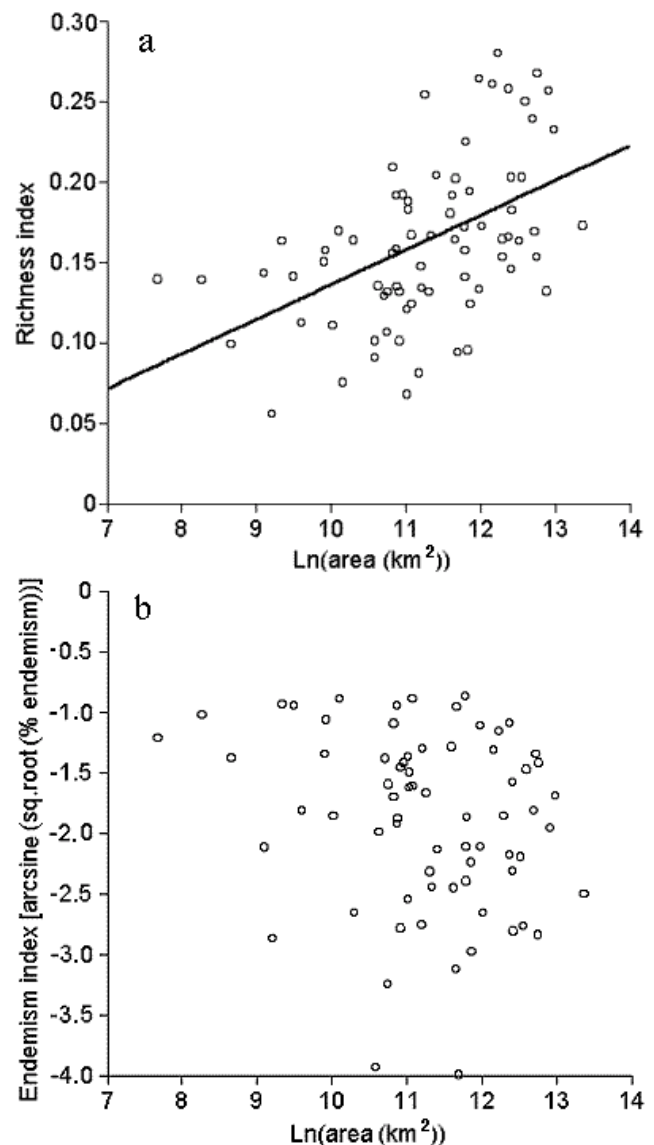 a
0.30
0.25
0.20
0.15
0.10
0.05
0
Richness index
7 8 9 10 11 12 13 14
Ln(area (km²))
b
0
-0.5
-1.0
-1.5
-2.0
-2.5
-3.0
-3.5
-4.0
Endemism index [arcsine (sq.root (% endemism))]
7 8 9 10 11 12 13 14
Ln(area (km²))